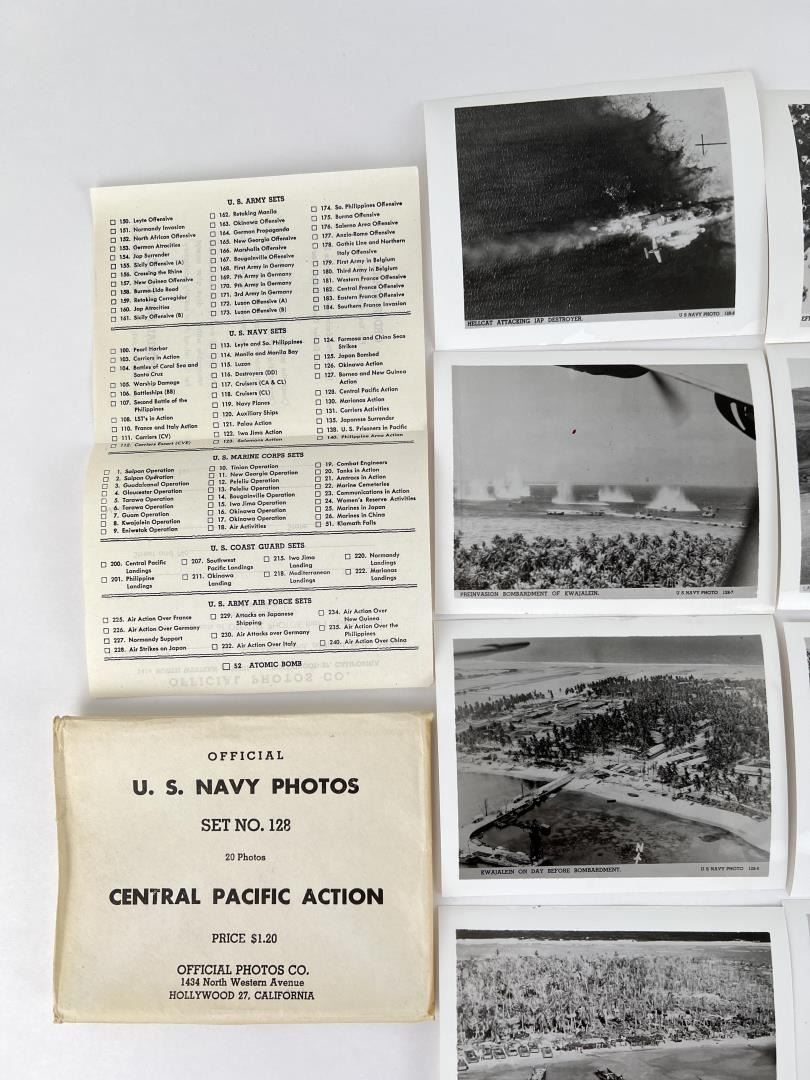 U. S. ARMY SETS
150. Leyte Offensive
151. Normandy Invasion
152. North African Offensive
153. German Atrocities
154. Jap Surrender
155. Sicily Offensive (A)
156. Crossing the Rhine
157. New Guinea Offensive
158. Burma-Lido Road
159. Retaking Corregidor
160. Jap Atrocities
161. Sicily Offensive (B)
162. Retaking Manila
163. Okinawa Offensive
164. German Propaganda
165. New Georgia Offensive
166. Marshalls Offensive
167. Bougainville Offensive
168. First Army in Germany
169. 7th Army in Germany
170. 9th Army in Germany
171. 3rd Army in Germany
172. Luzon Offensive (A)
173. Luzon Offensive (B)
174. So. Philippines Offensive
175. Burma Offensive
176. Salerno Area Offensive
177. Anzio-Rome Offensive
178. Gothic Line and Northern
Italy Offensive
179. First Army in Belgium
180. Third Army in Belgium
181. Western France Offensive
182. Central France Offensive
183. Eastern France Offensive
184. Southern France Invasion
U. S. NAVY SETS
100. Pearl Harbor
103. Carriers in Action
104. Battles of Coral Sea and
Santa Cruz
105. Warship Damage
106. Battleships (BB)
107. Second Battle of the
Philippines
108. LST's in Action
110. France and Italy Action
111. Carriers (CV)
112. Carriers Escort (CVE)
113. Leyte and So. Philippines
114. Manila and Manila Bay
115. Luzon
116. Destroyers (DD)
117. Cruisers (CA & CL)
118. Cruisers (CL)
119. Navy Planes
120. Auxiliary Ships
121. Palau Action
122. Iwo Jima Action
123. Solomons Action
124. Formosa and China Seas
Strikes
125. Japan Bombed
126. Okinawa Action
127. Borneo and New Guinea
Action
128. Central Pacific Action
130. Marianas Action
131. Carriers Activities
135. Japanese Surrender
138. U. S. Prisoners in Pacific
140. Philippine Area Action
U. S. MARINE CORPS SETS
1. Saipan Operation
2. Saipan Operation
3. Guadalcanal Operation
4. Gloucester Operation
5. Tarawa Operation
6. Tarawa Operation
7. Guam Operation
8. Kwajalein Operation
9. Eniwetok Operation
10. Tinian Operation
11. New Georgia Operation
12. Peleliu Operation
13. Peleliu Operation
14. Bougainville Operation
15. Iwo Jima Operation
16. Okinawa Operation
17. Okinawa Operation
18. Air Activities
19. Combat Engineers
20. Tanks in Action
21. Amtracs in Action
22. Marine Cemeteries
23. Communications in Action
24. Women's Reserve Activities
25. Marines in Japan
26. Marines in China
51. Klamath Falls
U. S. COAST GUARD SETS
200. Central Pacific
Landings
201. Philippine
Landings
207. Southwest
Pacific Landings
211. Okinawa
Landing
215. Iwo Jima
Landing
218. Mediterranean
Landings
220. Normandy
Landings
222. Marianas
Landings
U. S. ARMY AIR FORCE SETS
225. Air Action Over France
226. Air Action Over Germany
227. Normandy Support
228. Air Strikes on Japan
229. Attacks on Japanese
Shipping
230. Air Attacks over Germany
232. Air Action Over Italy
234. Air Action Over
New Guinea
235. Air Action Over the
Philippines
240. Air Action Over China
52 ATOMIC BOMB
OFFICIAL
U. S. NAVY PHOTOS
SET NO. 128
20 Photos
CENTRAL PACIFIC ACTION
PRICE $1.20
OFFICIAL PHOTOS CO.
1434 North Western Avenue
HOLLYWOOD 27, CALIFORNIA
HELLCAT ATTACKING JAP DESTROYER. U S NAVY PHOTO
PREINVASION BOMBARDMENT OF KWAJALEIN. U S NAVY PHOTO 128-7
N
KWAJALEIN ON DAY BEFORE BOMBARDMENT. U S NAVY PHOTO